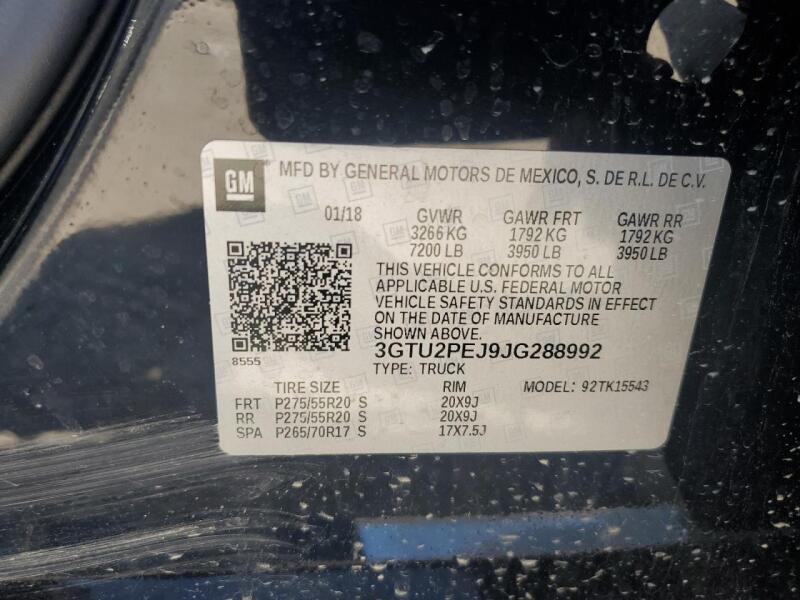 GM MFD BY GENERAL MOTORS DE MEXICO, S. DE R.L. DE C.V.
01/18 GVWR GAWR FRT GAWR RR
3266 KG 1792 KG 1792 KG
7200 LB 3950 LB 3950 LB
THIS VEHICLE CONFORMS TO ALL
APPLICABLE U.S. FEDERAL MOTOR
VEHICLE SAFETY STANDARDS IN EFFECT
ON THE DATE OF MANUFACTURE
SHOWN ABOVE.
8555 3GTU2PEJ9JG288992
TYPE: TRUCK
TIRE SIZE RIM MODEL: 92TK15543
FRT P275/55R20 S 20X9J
RR P275/55R20 S 20X9J
SPA P265/70R17 S 17X7.5J